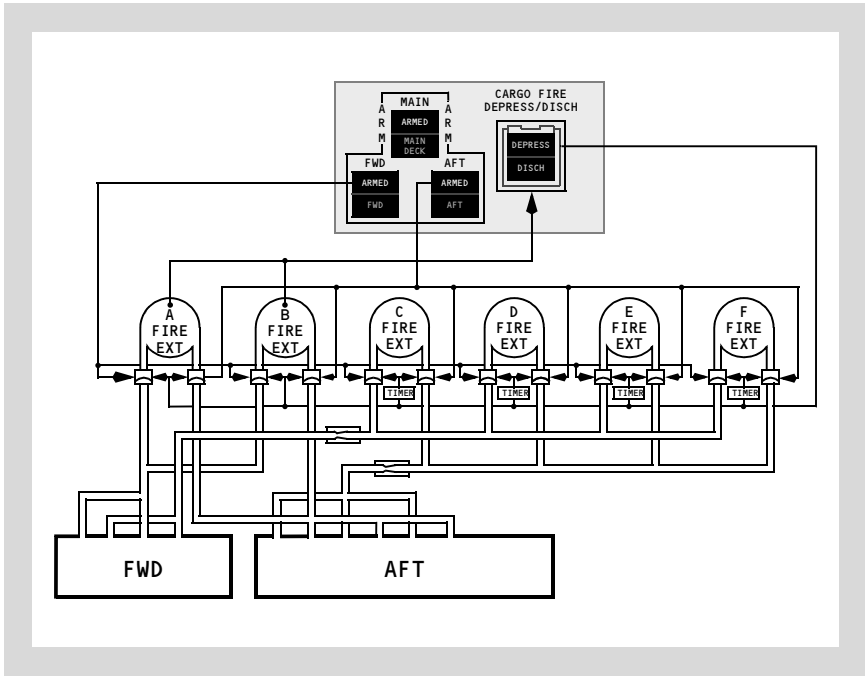 CARGO FIRE
DEPRESS/DISCH
MAIN
A
R
M
A
R
M
ARMED
MAIN
DECK
DEPRESS
DISCH
FWD
AFT
ARMED
FWD
ARMED
AFT
A
FIRE
EXT
B
FIRE
EXT
C
FIRE
EXT
D
FIRE
EXT
E
FIRE
EXT
F
FIRE
EXT
TIMER
TIMER
TIMER
TIMER
FWD
AFT